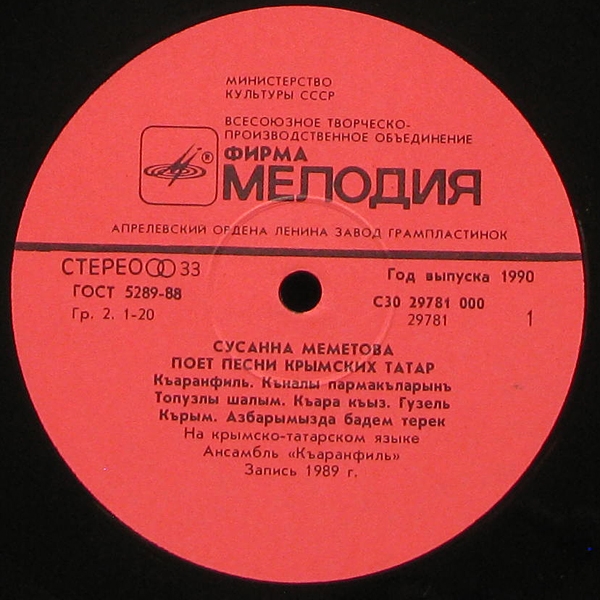 МИНИСТЕРСТВО
КУЛЬТУРЫ СССР
ВСЕСОЮЗНОЕ ТВОРЧЕСКО-
ПРОИЗВОДСТВЕННОЕ ОБЪЕДИНЕНИЕ
ФИРМА
®
МЕЛОДИЯ
АПРЕЛЕВСКИЙ ОРДЕНА ЛЕНИНА ЗАВОД ГРАМПЛАСТИНОК
СТЕРЕО 33
Год выпуска 1990
ГОСТ 5289-88
С30 29781 000
Гр. 2. 1-20
29781
1
СУСАННА МЕМЕТОВА
ПОЕТ ПЕСНИ КРЫМСКИХ ТАТАР
Къаранфиль. Къналы пармакъларынъ
Топузлы шалым. Къара къыз. Гузель
Кърым. Азбарымызда бадем терек
На крымско-татарском языке
Ансамбль «Къаранфиль»
Запись 1989 г.